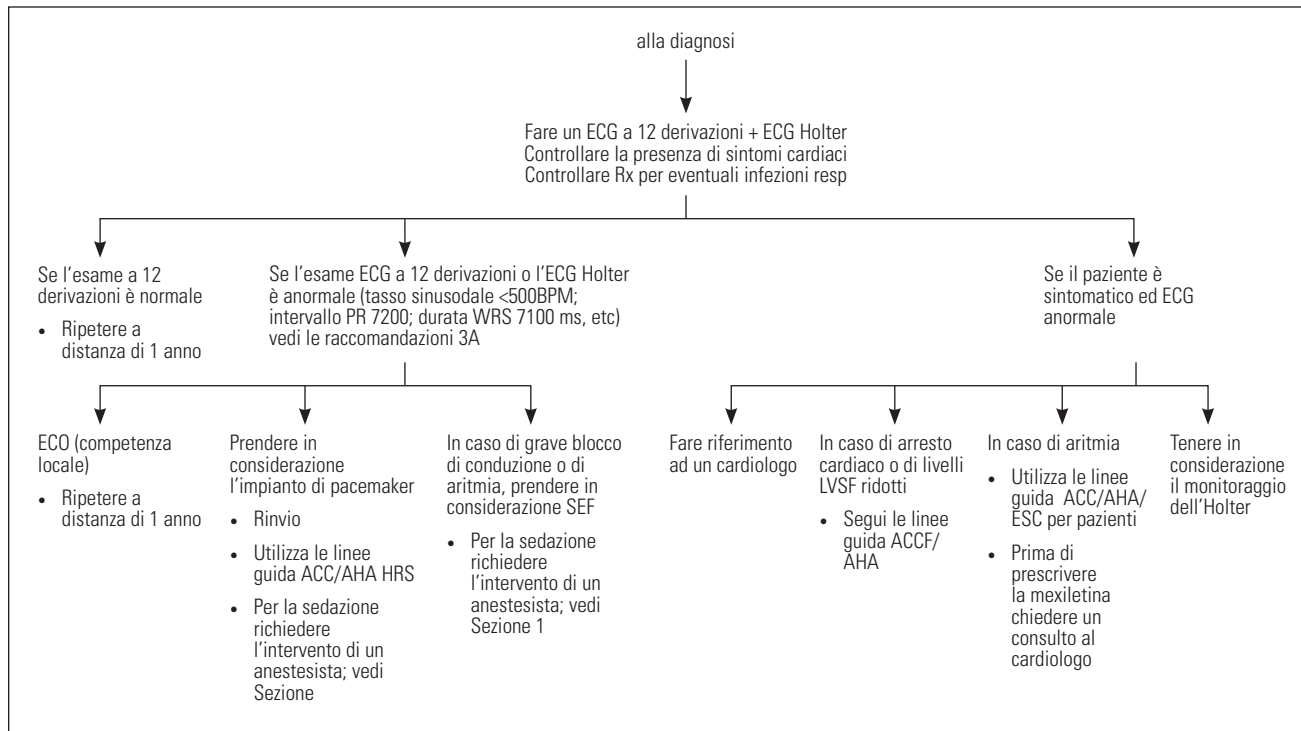 alla diagnosi
Fare un ECG a 12 derivazioni + ECG Holter
Controllare la presenza di sintomi cardiaci
Controllare Rx per eventuali infezioni resp
Se l'esame a 12
derivazioni è normale
• Ripetere a
distanza di 1 anno
Se l'esame ECG a 12 derivazioni o l'ECG Holter
è anormale (tasso sinusodale <500BPM;
intervallo PR 7200; durata WRS 7100 ms, etc)
vedi le raccomandazioni 3A
Se il paziente è
sintomatico ed ECG
anormale
ECO (competenza
locale)
• Ripetere a
distanza di 1 anno
Prendere in
considerazione
l'impianto di pacemaker
• Rinvio
• Utilizza le linee
guida ACC/AHA HRS
• Per la sedazione
richiedere
l'intervento di un
anestesista; vedi
Sezione
In caso di grave blocco
di conduzione o di
aritmia, prendere in
considerazione SEF
• Per la sedazione
richiedere
l'intervento di un
anestesista; vedi
Sezione 1
Fare riferimento
ad un cardiologo
In caso di arresto
cardiaco o di livelli
LVSF ridotti
• Segui le linee
guida ACCF/
AHA
In caso di aritmia
• Utilizza le linee
guida ACC/AHA/
ESC per pazienti
• Prima di
prescrivere
la mexiletina
chiedere un
consulto al
cardiologo
Tenere in
considerazione
il monitoraggio
dell'Holter